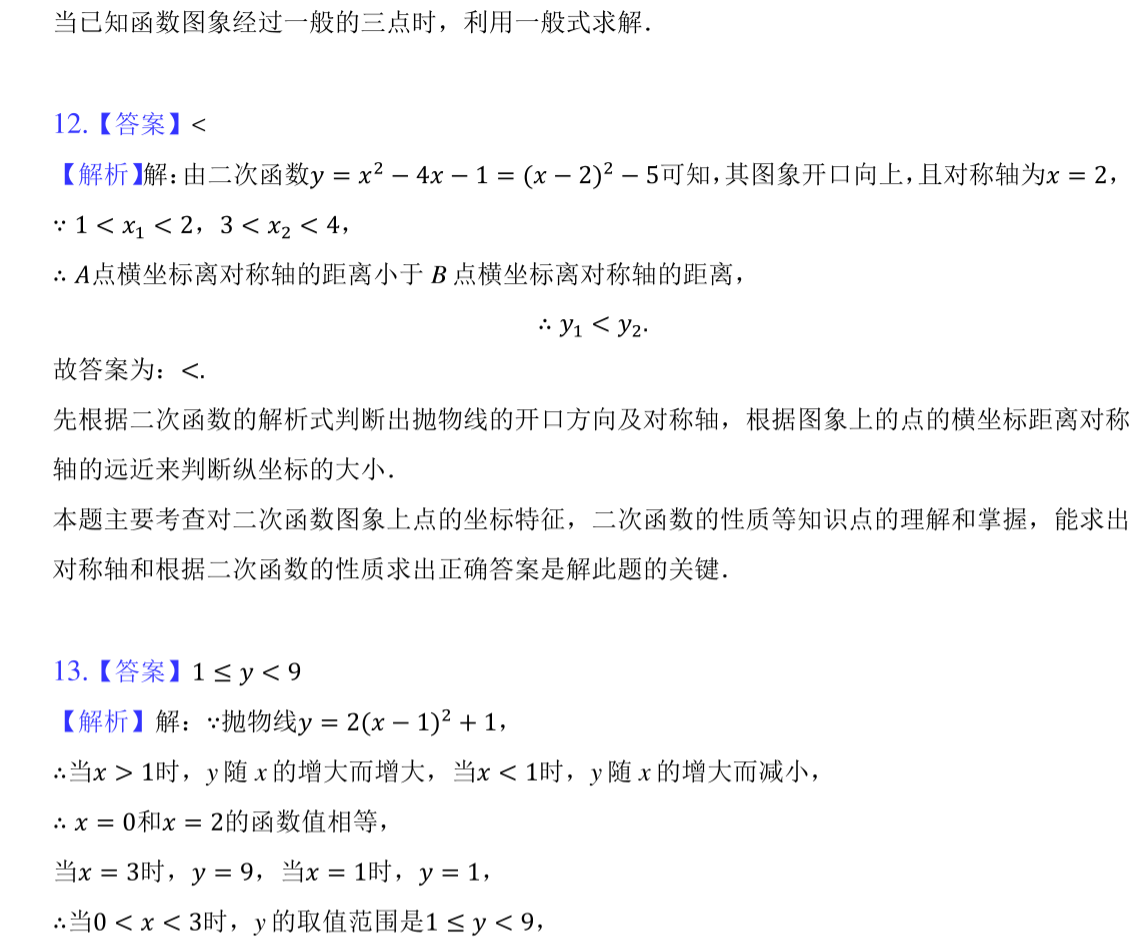 当已知函数图象经过一般的三点时，利用一般式求解．
12.【答案】<
【解析】解：由二次函数y = x² − 4x − 1 = (x − 2)² − 5可知，其图象开口向上，且对称轴为x = 2，
∵ 1 < x₁ < 2，3 < x₂ < 4，
∴ A点横坐标离对称轴的距离小于 B 点横坐标离对称轴的距离，
∴ y₁ < y₂.
故答案为：<.
先根据二次函数的解析式判断出抛物线的开口方向及对称轴，根据图象上的点的横坐标距离对称
轴的远近来判断纵坐标的大小．
本题主要考查对二次函数图象上点的坐标特征，二次函数的性质等知识点的理解和掌握，能求出
对称轴和根据二次函数的性质求出正确答案是解此题的关键．
13.【答案】1 ≤ y < 9
【解析】解：∵抛物线y = 2(x − 1)² + 1，
∴当x > 1时，y 随 x 的增大而增大，当x < 1时，y 随 x 的增大而减小，
∴ x = 0和x = 2的函数值相等，
当x = 3时，y = 9，当x = 1时，y = 1，
∴当0 < x < 3时，y 的取值范围是1 ≤ y < 9，